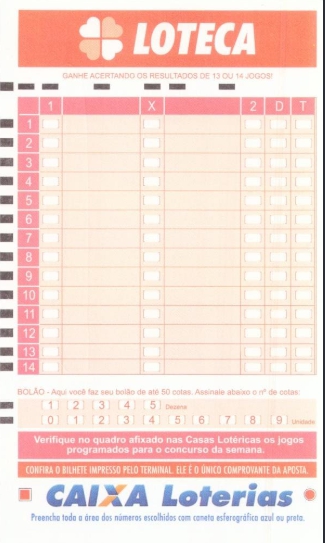 LOTECA
GANHE ACERTANDO OS RESULTADOS DE 13 OU 14 JOGOS!
1 X 2 D T
1
2
3
4
5
6
7
8
9
10
11
12
13
14
BOLÃO - Aqui você faz seu bolão de até 50 cotas. Assinale abaixo o nº de cotas:
1 2 3 4 5 Dezena
0 1 2 3 4 5 6 7 8 9 Unidade
Verifique no quadro afixado nas Casas Lotéricas os jogos
programados para o concurso da semana.
CONFIRA O BILHETE IMPRESSO PELO TERMINAL. ELE É O ÚNICO COMPROVANTE DA APOSTA.
CAIXA Loterias
Preencha toda a área dos números escolhidos com caneta esferográfica azul ou preta.